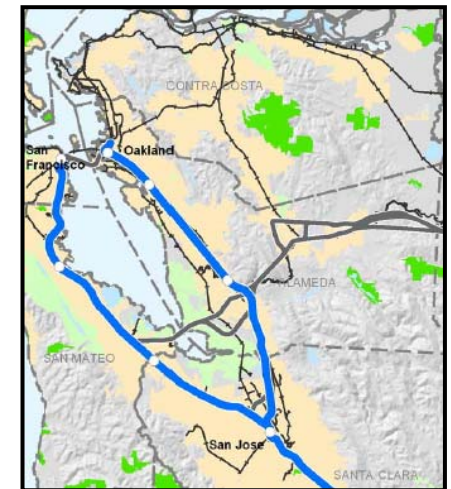 CONTRA COSTA
San
Francisco
Oakland
ALAMEDA
SAN MATEO
San Jose
SANTA CLARA